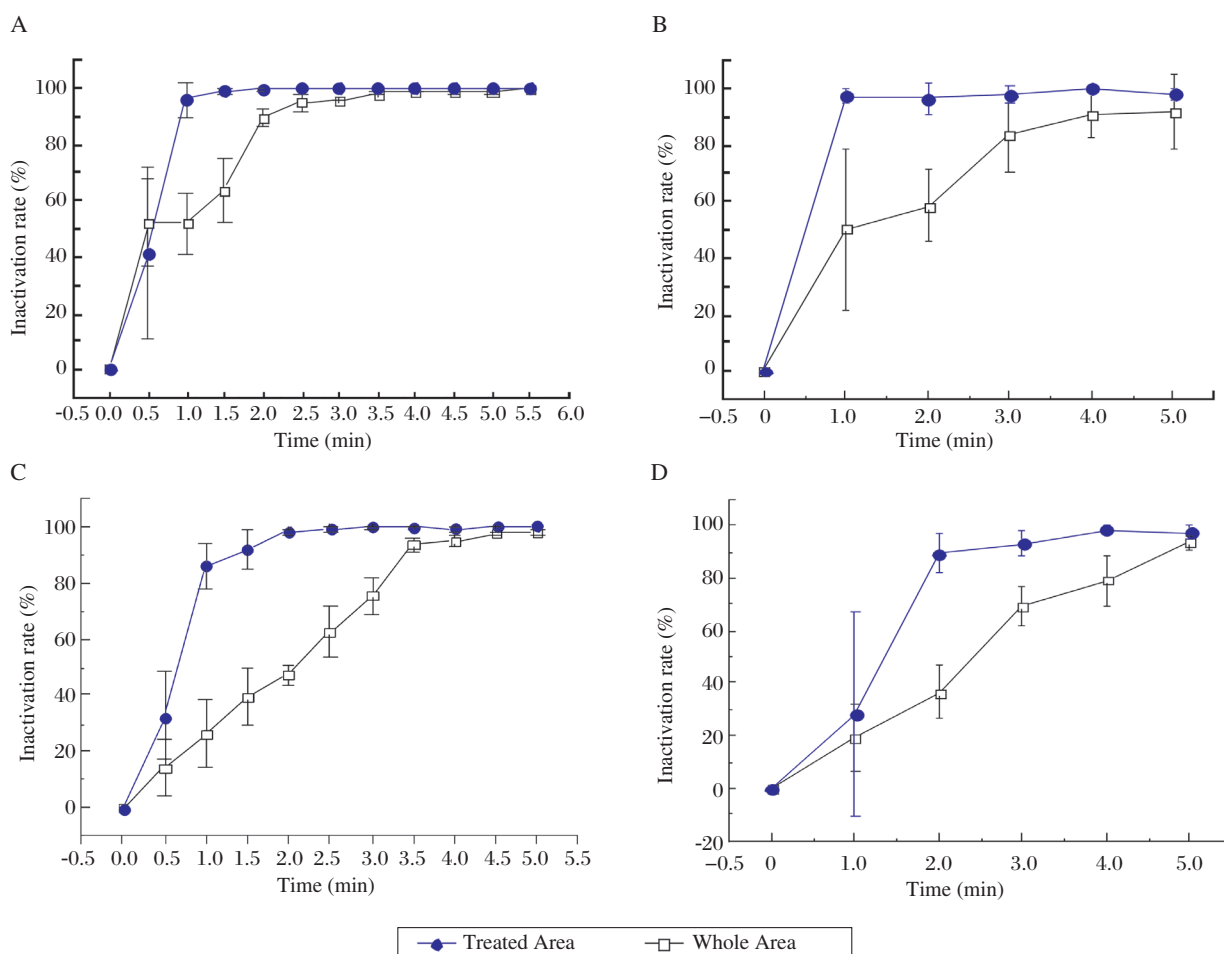 A
100
80
60
40
20
0
Inactivation rate (%)
-0.5 0.0 0.5 1.0 1.5 2.0 2.5 3.0 3.5 4.0 4.5 5.0 5.5 6.0
Time (min)
B
100
80
60
40
20
0
Inactivation rate (%)
−0.5 0 1.0 2.0 3.0 4.0 5.0
Time (min)
C
100
80
60
40
20
0
Inactivation rate (%)
-0.5 0.0 0.5 1.0 1.5 2.0 2.5 3.0 3.5 4.0 4.5 5.0 5.5
Time (min)
D
100
80
60
40
20
0
-20
Inactivation rate (%)
−0.5 0 1.0 2.0 3.0 4.0 5.0
Time (min)
Treated Area Whole Area